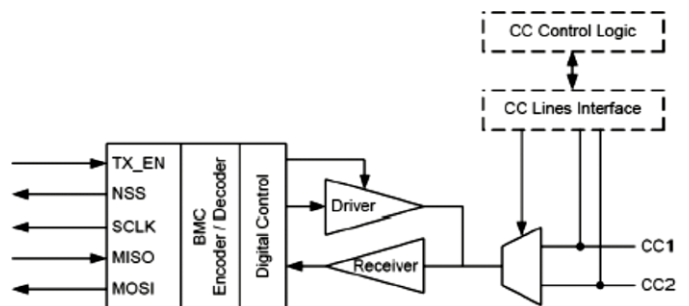 CC Control Logic
CC Lines Interface
TX_EN
NSS
SCLK
MISO
MOSI
BMC
Encoder / Decoder
Digital Control
Driver
Receiver
CC1
CC2